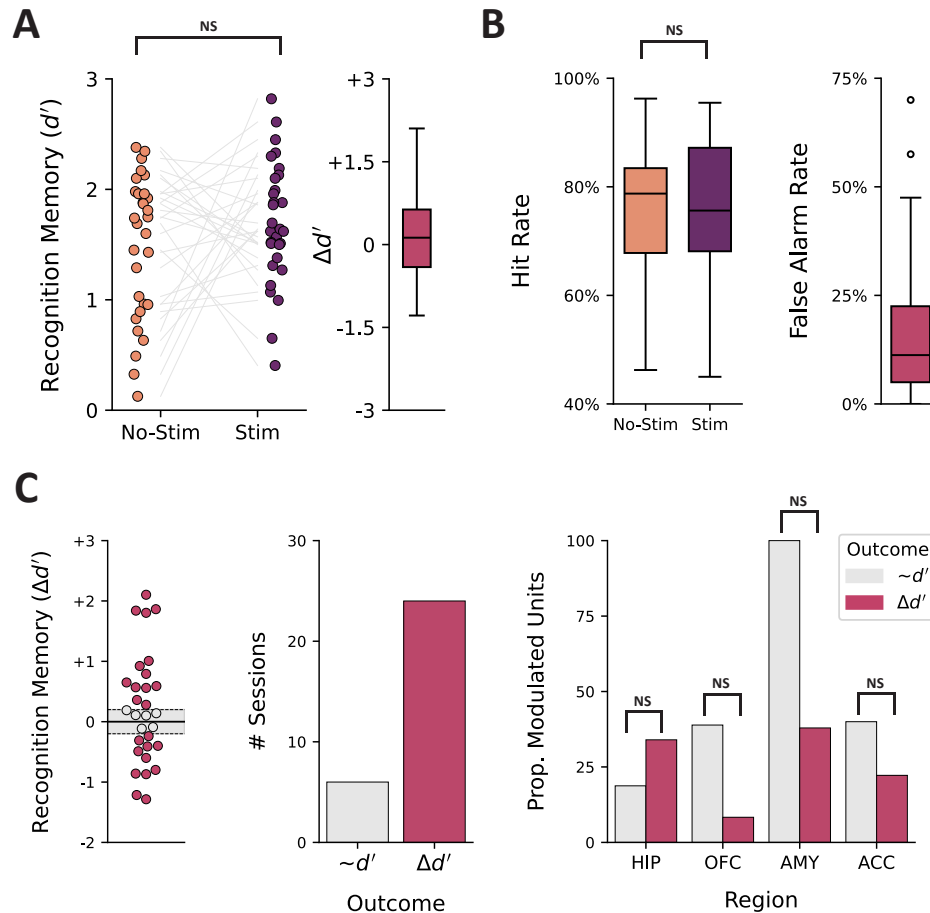 A
NS
Recognition Memory (d′)
3
2
1
0
No-Stim
Stim
Δd′
+3
+1.5
0
-1.5
-3
B
NS
Hit Rate
100%
80%
60%
40%
No-Stim
Stim
False Alarm Rate
75%
50%
25%
0%
C
Recognition Memory (Δd′)
+3
+2
+1
0
-1
-2
# Sessions
30
20
10
0
~d′
Δd′
Outcome
Prop. Modulated Units
100
75
50
25
0
NS
NS
NS
NS
HIP
OFC
AMY
ACC
Region
Outcome
~d′
Δd′